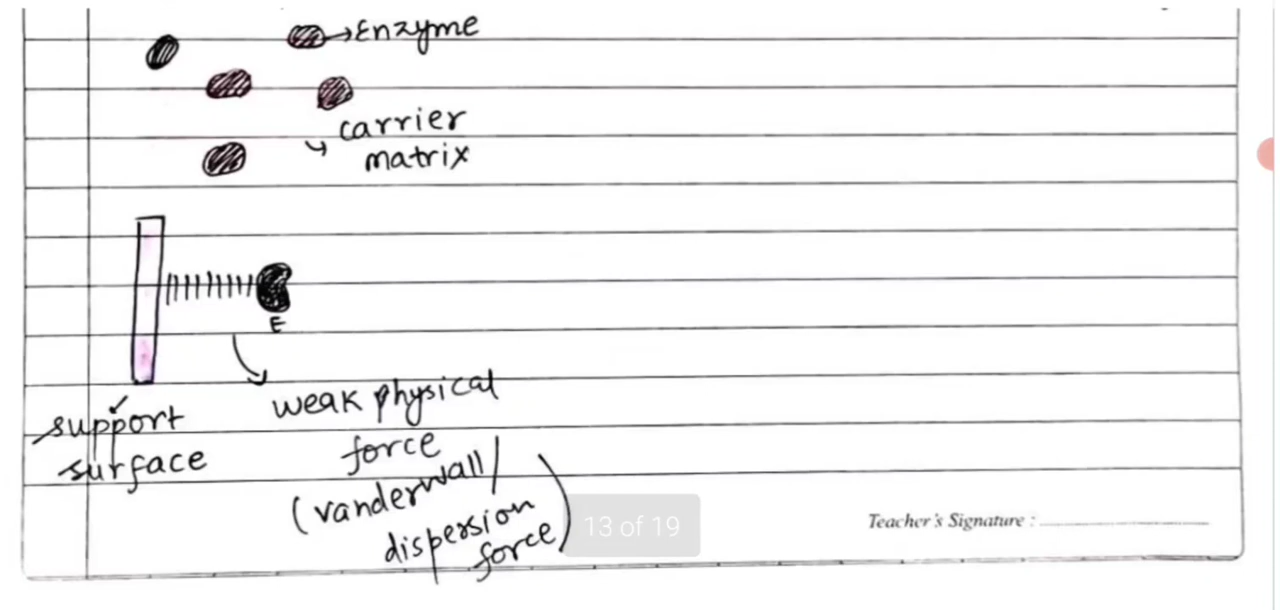 →Enzyme
carrier
matrix
E
weak physical
support
force
surface
(vanderwall/
dispersion
force)
13 of 19
Teacher's Signature :